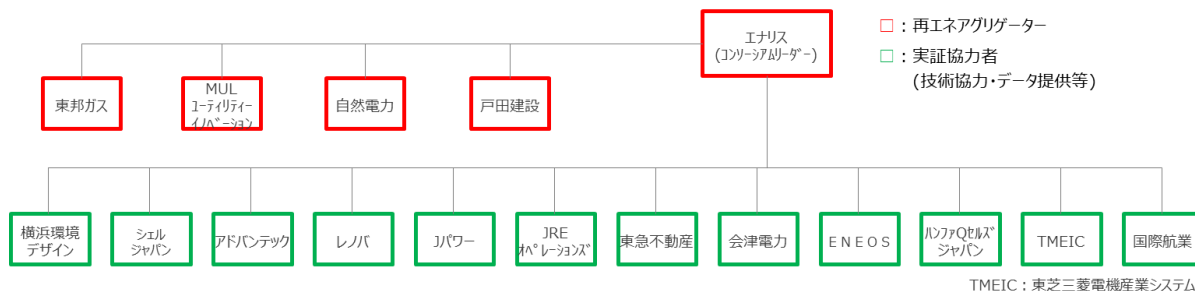 エナリス
(ｺﾝｿｰｼｱﾑﾘｰﾀﾞｰ)
□：再エネアグリゲーター
□：実証協力者
(技術協力・データ提供等)
東邦ガス
MUL
ﾕｰﾃｨﾘﾃｨｰ
ｲﾉﾍﾞｰｼｮﾝ
自然電力
戸田建設
横浜環境
デザイン
シェル
ジャパン
アドバンテック
レノバ
Jパワー
JRE
ｵﾍﾟﾚｰｼｮﾝｽﾞ
東急不動産
会津電力
ＥＮＥＯＳ
ﾊﾝﾌｧQｾﾙｽﾞ
ジャパン
TMEIC
国際航業
TMEIC：東芝三菱電機産業システム